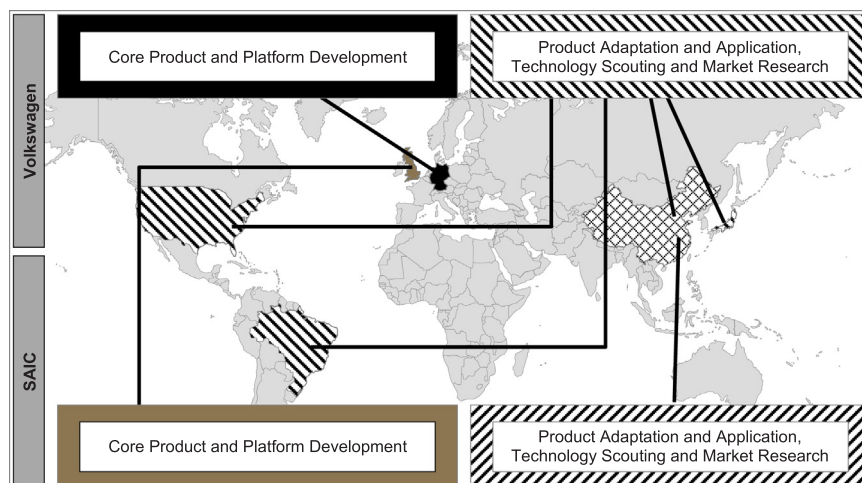 Volkswagen
Core Product and Platform Development
Product Adaptation and Application,
Technology Scouting and Market Research
SAIC
Core Product and Platform Development
Product Adaptation and Application,
Technology Scouting and Market Research